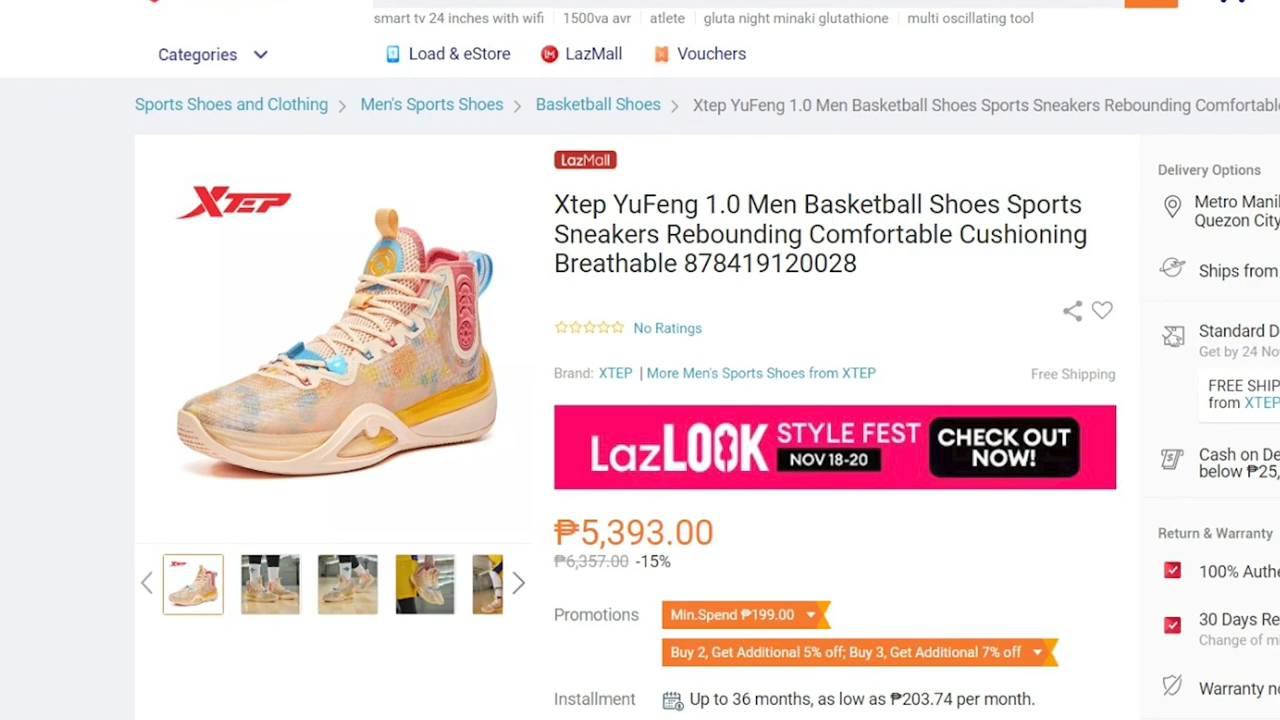 smart tv 24 inches with wifi 1500va avr atlete gluta night minaki glutathione multi oscillating tool
Categories Load & eStore LazMall Vouchers
Sports Shoes and Clothing Men's Sports Shoes Basketball Shoes Xtep YuFeng 1.0 Men Basketball Shoes Sports Sneakers Rebounding Comfortable
XTEP
LazMall
Xtep YuFeng 1.0 Men Basketball Shoes Sports
Sneakers Rebounding Comfortable Cushioning
Breathable 878419120028
No Ratings
Brand: XTEP | More Men's Sports Shoes from XTEP Free Shipping
LazLOOK STYLE FEST
NOV 18-20
CHECK OUT
NOW!
₱5,393.00
₱6,357.00 -15%
Promotions Min.Spend ₱199.00
Buy 2, Get Additional 5% off; Buy 3, Get Additional 7% off
Installment Up to 36 months, as low as ₱203.74 per month.
Delivery Options
Metro Manil
Quezon City
Ships from
Standard D
Get by 24 No
FREE SHIP
from XTEP
Cash on De
below ₱25,
Return & Warranty
100% Authe
30 Days Re
Change of m
Warranty n